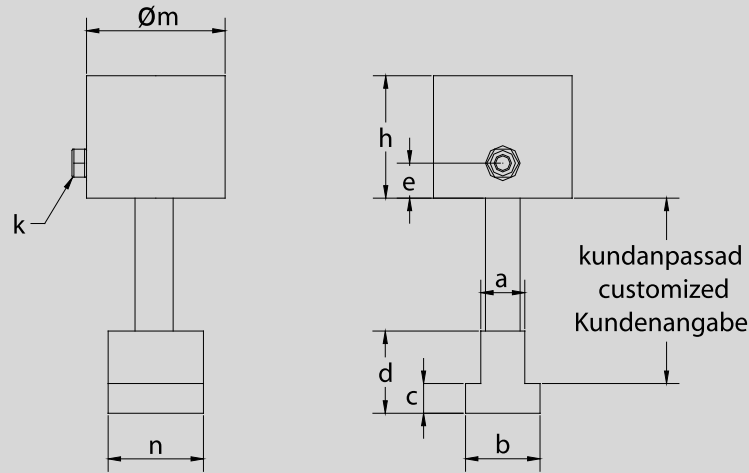 Øm
h
e
k
kundanpassad
customized
Kundenangabe
a
d
c
n
b